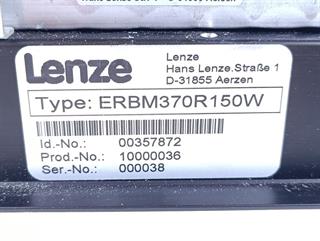 Lenze
Lenze
Hans Lenze.Straße 1
D-31855 Aerzen
Type: ERBM370R150W
Id.-No.: 00357872
Prod.-No.: 10000036
Ser.-No.: 000038